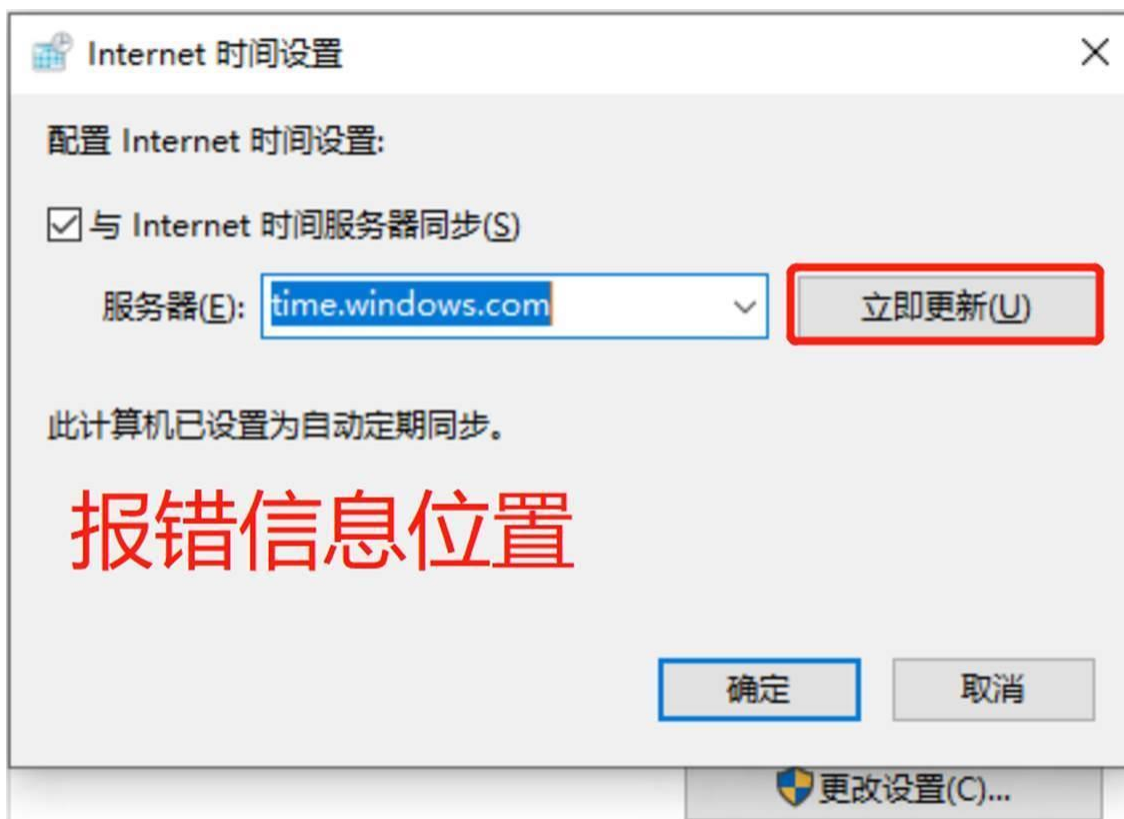 Internet 时间设置
配置 Internet 时间设置:
与 Internet 时间服务器同步(S)
服务器(E): time.windows.com 立即更新(U)
此计算机已设置为自动定期同步。
报错信息位置
确定 取消
更改设置(C)...